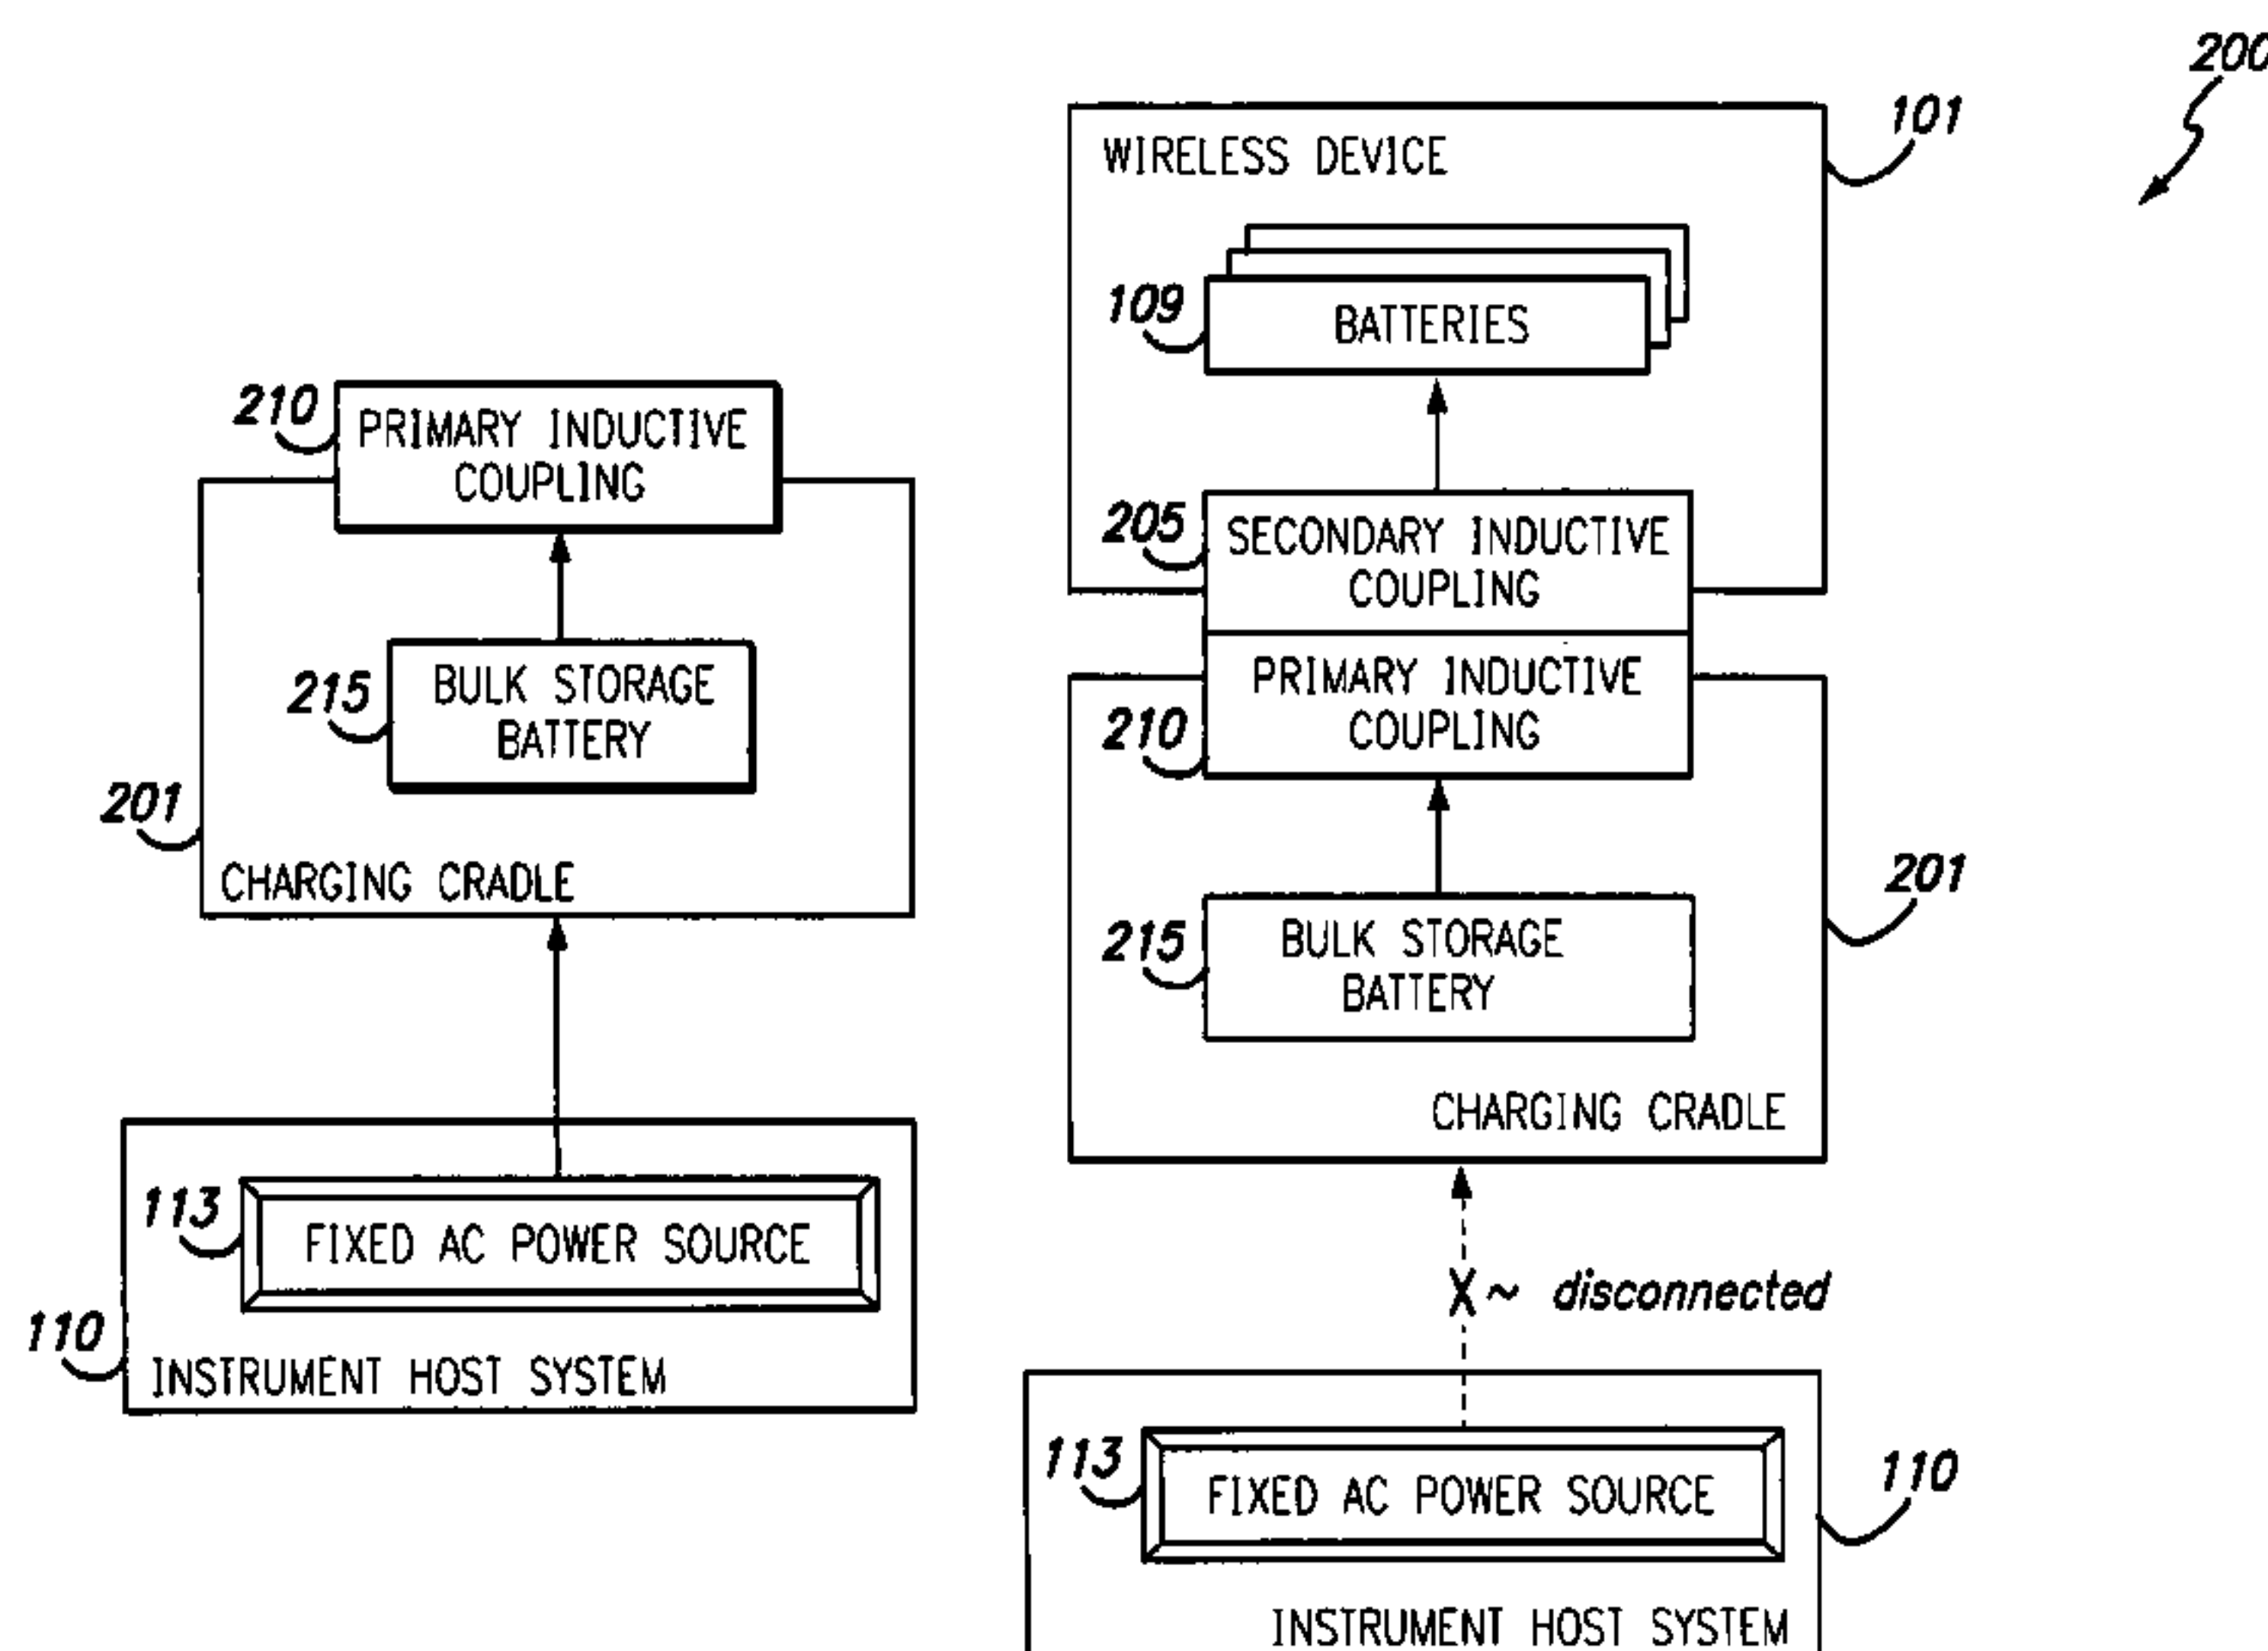 200
210
PRIMARY INDUCTIVE
COUPLING
215
BULK STORAGE
BATTERY
201
CHARGING CRADLE
113
FIXED AC POWER SOURCE
110
INSTRUMENT HOST SYSTEM
101
WIRELESS DEVICE
109
BATTERIES
205
SECONDARY INDUCTIVE
COUPLING
PRIMARY INDUCTIVE
210
COUPLING
201
215
BULK STORAGE
BATTERY
CHARGING CRADLE
X ~ disconnected
113
FIXED AC POWER SOURCE
110
INSTRUMENT HOST SYSTEM